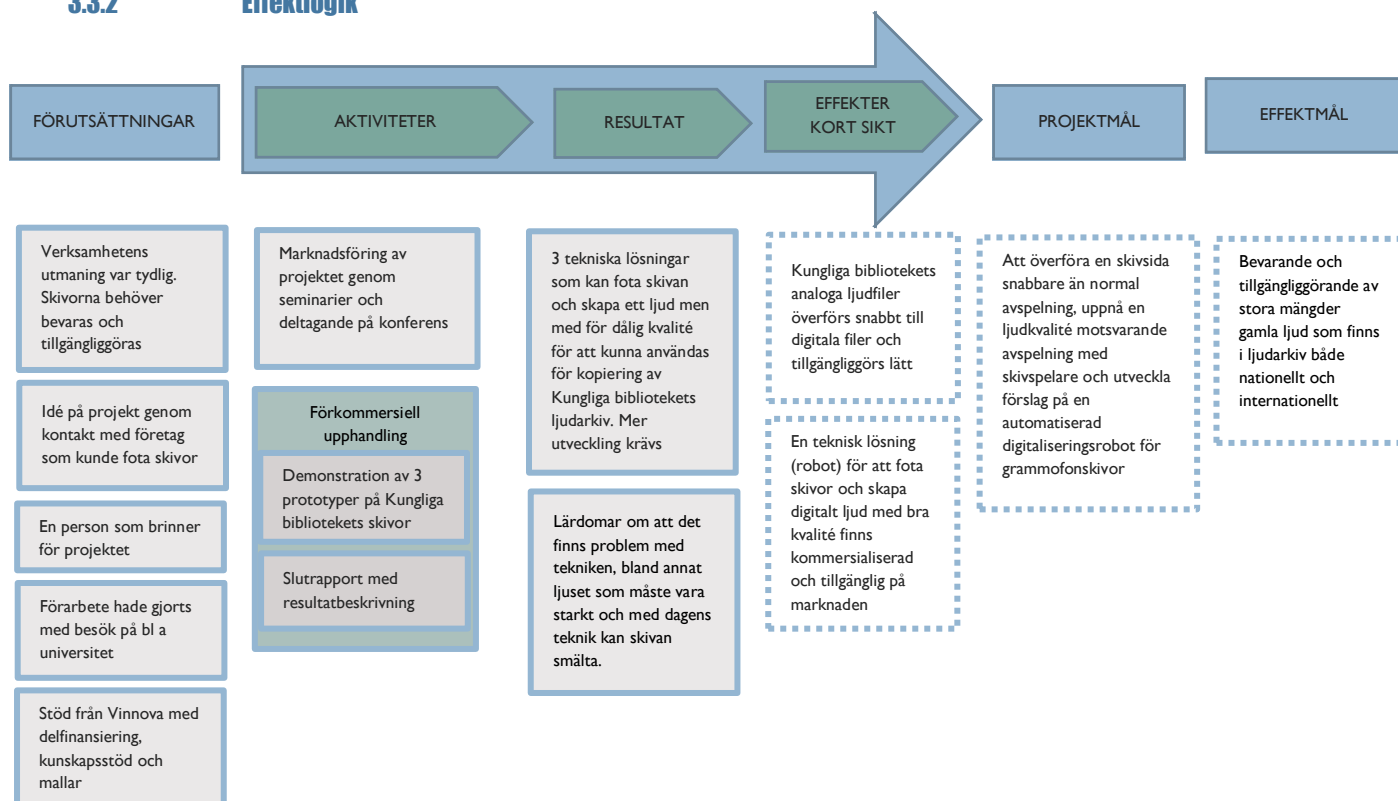 3.3.2 Effektlogik
FÖRUTSÄTTNINGAR
AKTIVITETER
RESULTAT
EFFEKTER
KORT SIKT
PROJEKTMÅL
EFFEKTMÅL
Verksamhetens
utmaning var tydlig.
Skivorna behöver
bevaras och
tillgängliggöras
Idé på projekt genom
kontakt med företag
som kunde fota skivor
En person som brinner
för projektet
Förarbete hade gjorts
med besök på bl a
universitet
Stöd från Vinnova med
delfinansiering,
kunskapsstöd och
mallar
Marknadsföring av
projektet genom
seminarier och
deltagande på konferens
Förkommersiell
upphandling
Demonstration av 3
prototyper på Kungliga
bibliotekets skivor
Slutrapport med
resultatbeskrivning
3 tekniska lösningar
som kan fota skivan
och skapa ett ljud men
med för dålig kvalité
för att kunna användas
för kopiering av
Kungliga bibliotekets
ljudarkiv. Mer
utveckling krävs
Lärdomar om att det
finns problem med
tekniken, bland annat
ljuset som måste vara
starkt och med dagens
teknik kan skivan
smälta.
Kungliga bibliotekets
analoga ljudfiler
överförs snabbt till
digitala filer och
tillgängliggörs lätt
En teknisk lösning
(robot) för att fota
skivor och skapa
digitalt ljud med bra
kvalité finns
kommersialiserad
och tillgänglig på
marknaden
Att överföra en skivsida
snabbare än normal
avspelning, uppnå en
ljudkvalité motsvarande
avspelning med
skivspelare och utveckla
förslag på en
automatiserad
digitaliseringsrobot för
grammofonskivor
Bevarande och
tillgängliggörande av
stora mängder
gamla ljud som finns
i ljudarkiv både
nationellt och
internationellt